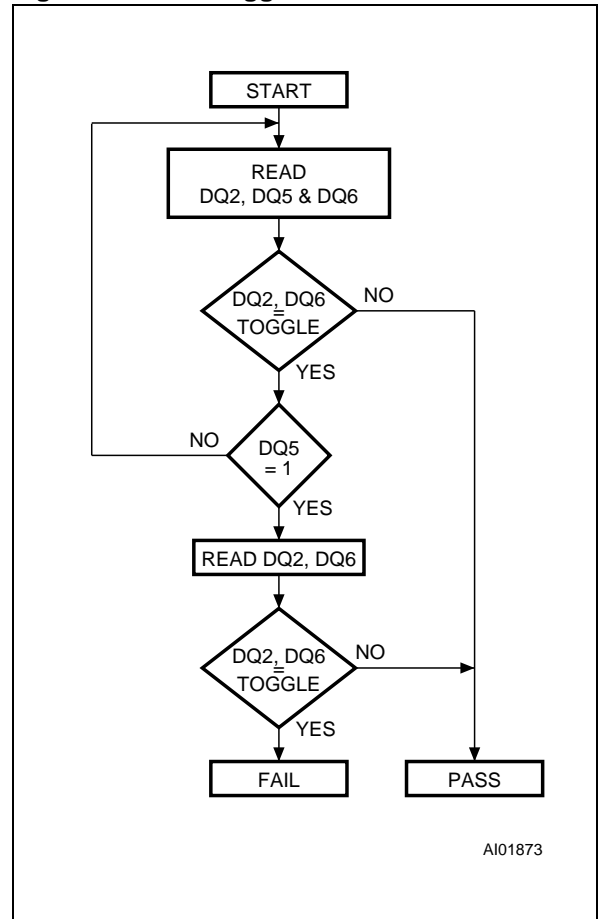 START
READ
DQ2, DQ5 & DQ6
DQ2, DQ6
=
TOGGLE
NO
YES
NO
DQ5
= 1
YES
READ DQ2, DQ6
DQ2, DQ6
=
TOGGLE
NO
YES
FAIL
PASS
AI01873